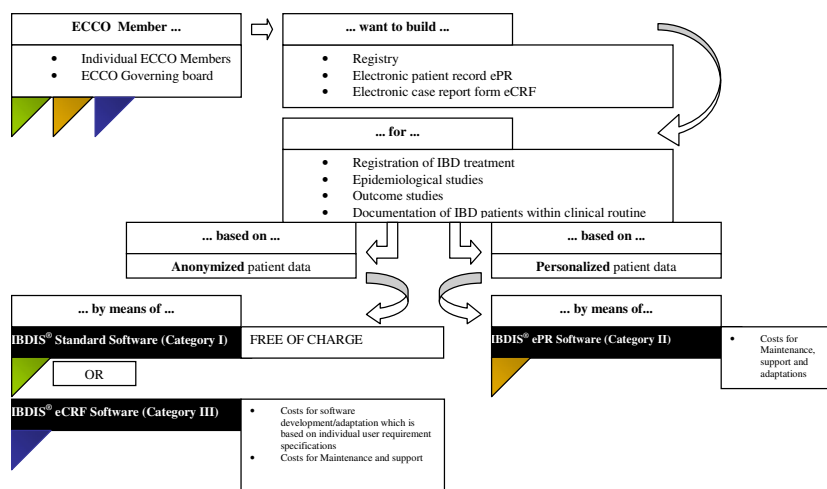 ECCO Member ...
• Individual ECCO Members
• ECCO Governing board
... want to build ...
• Registry
• Electronic patient record ePR
• Electronic case report form eCRF
... for ...
• Registration of IBD treatment
• Epidemiological studies
• Outcome studies
• Documentation of IBD patients within clinical routine
... based on ...
Anonymized patient data
... based on ...
Personalized patient data
... by means of ...
IBDIS® Standard Software (Category I)
FREE OF CHARGE
OR
IBDIS® eCRF Software (Category III)
• Costs for software
development/adaptation which is
based on individual user requirement
specifications
• Costs for Maintenance and support
... by means of...
IBDIS® ePR Software (Category II)
• Costs for
Maintenance,
support and
adaptations